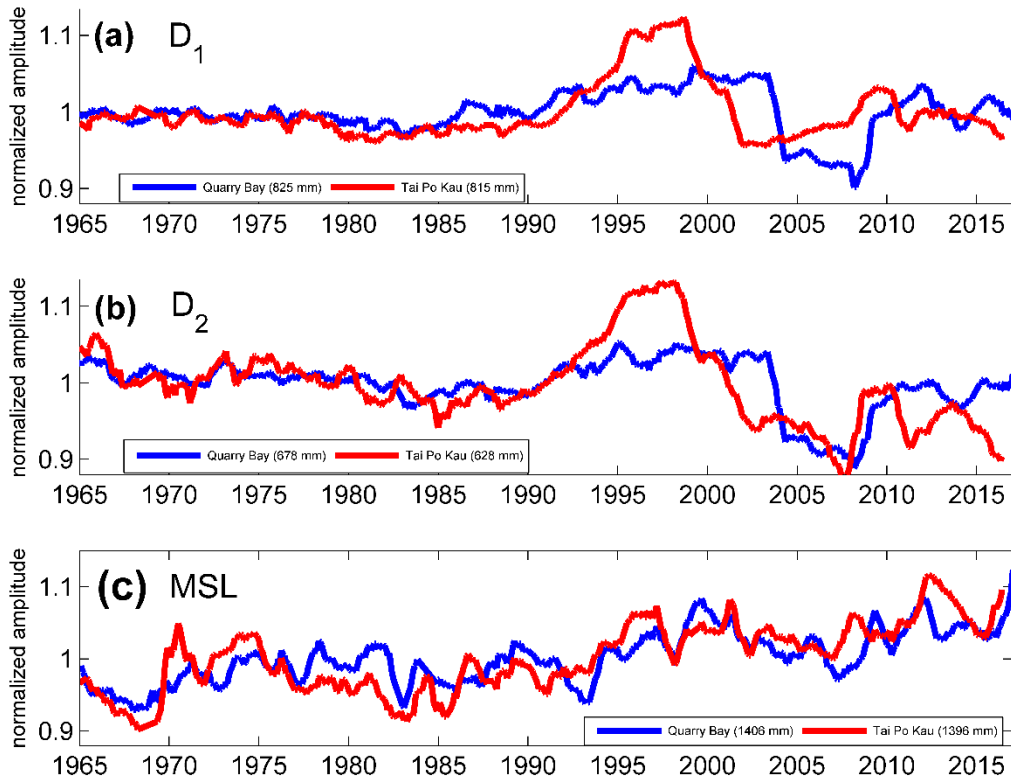 normalized amplitude
1.1
1
0.9
(a) D1
Quarry Bay (825 mm) Tai Po Kau (815 mm)
1965 1970 1975 1980 1985 1990 1995 2000 2005 2010 2015
normalized amplitude
1.1
1
0.9
(b) D2
Quarry Bay (678 mm) Tai Po Kau (628 mm)
1965 1970 1975 1980 1985 1990 1995 2000 2005 2010 2015
normalized amplitude
1.1
1
0.9
(c) MSL
Quarry Bay (1406 mm) Tai Po Kau (1396 mm)
1965 1970 1975 1980 1985 1990 1995 2000 2005 2010 2015